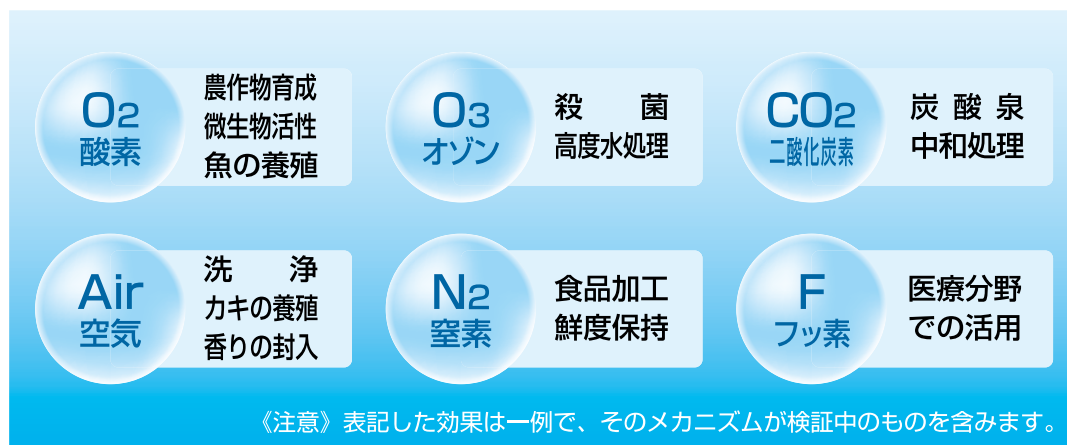 O2
酸素
農作物育成
微生物活性
魚の養殖
O3
オゾン
殺菌
高度水処理
CO2
二酸化炭素
炭酸泉
中和処理
Air
空気
洗浄
カキの養殖
香りの封入
N2
窒素
食品加工
鮮度保持
F
フッ素
医療分野
での活用
《注意》表記した効果は一例で、そのメカニズムが検証中のものを含みます。